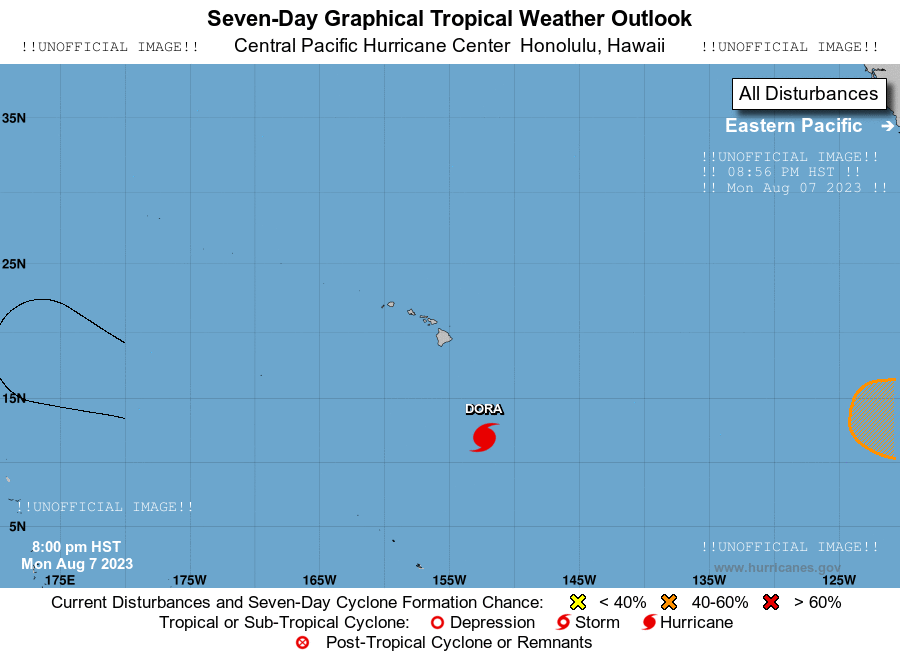 Seven-Day Graphical Tropical Weather Outlook
!!UNOFFICIAL IMAGE!! Central Pacific Hurricane Center Honolulu, Hawaii !!UNOFFICIAL IMAGE!!
All Disturbances
35N
Eastern Pacific
!!UNOFFICIAL IMAGE!!
!! 08:56 PM HST !!
!! Mon Aug 07 2023 !!
25N
15N
DORA
!!UNOFFICIAL IMAGE!!
5N
8:00 pm HST
Mon Aug 7 2023
!!UNOFFICIAL IMAGE!!
www.hurricanes.gov
175E 175W 165W 155W 145W 135W 125W
Current Disturbances and Seven-Day Cyclone Formation Chance: < 40% 40-60% > 60%
Tropical or Sub-Tropical Cyclone: Depression Storm Hurricane
Post-Tropical Cyclone or Remnants